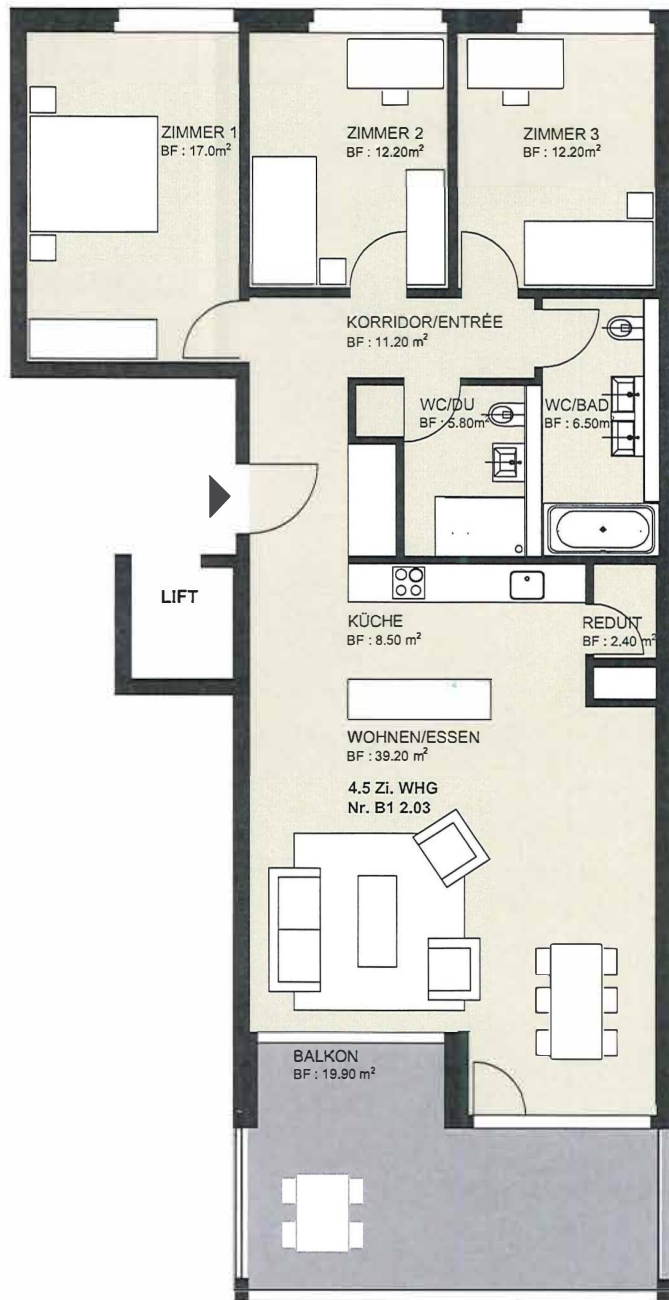 ZIMMER 1
BF : 17.0m²
ZIMMER 2
BF : 12.20m²
ZIMMER 3
BF : 12.20m²
KORRIDOR/ENTRÉE
BF : 11.20 m²
WC/DU
BF : 5.80m²
WC/BAD
BF : 6.50m²
LIFT
KÜCHE
BF : 8.50 m²
REDUIT
BF : 2.40 m²
WOHNEN/ESSEN
BF : 39.20 m²
4.5 Zi. WHG
Nr. B1 2.03
BALKON
BF : 19.90 m²